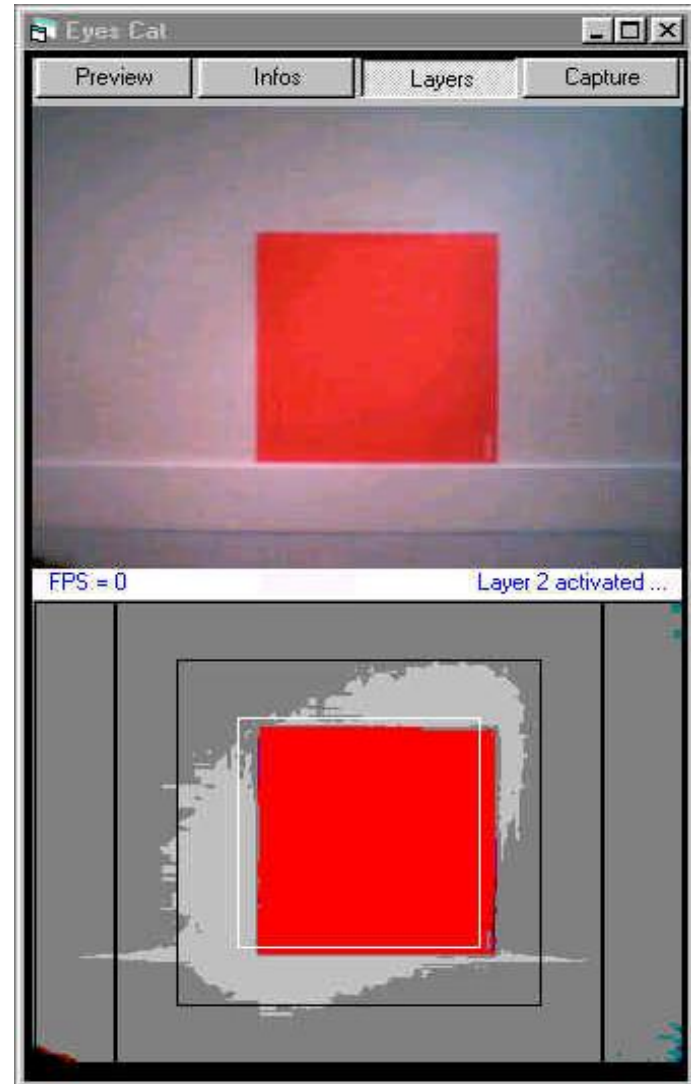 Eyes Cat
Preview Infos Layers Capture
FPS = 0 Layer 2 activated ...